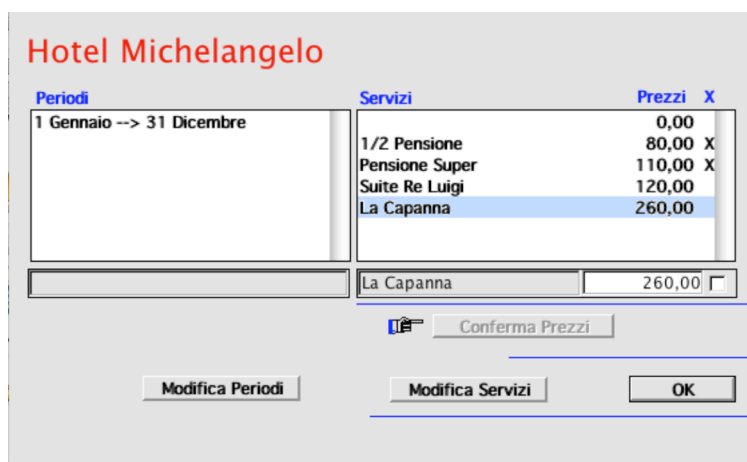 Hotel Michelangelo
Periodi Servizi Prezzi X
1 Gennaio --> 31 Dicembre
0,00
1/2 Pensione 80,00 X
Pensione Super 110,00 X
Suite Re Luigi 120,00
La Capanna 260,00
La Capanna 260,00
Conferma Prezzi
Modifica Periodi Modifica Servizi OK